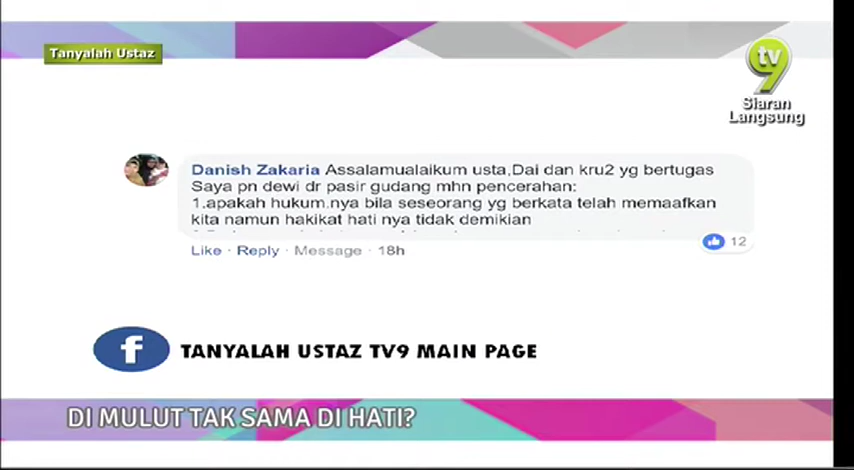 Tanyalah Ustaz
tv
9
Siaran
Langsung
Danish Zakaria Assalamualaikum usta,Dai dan kru2 yg bertugas
Saya pn dewi dr pasir gudang mhn pencerahan:
1.apakah hukum.nya bila seseorang yg berkata telah memaafkan
kita namun hakikat hati nya tidak demikian
Like · Reply · Message · 18h
12
f
TANYALAH USTAZ TV9 MAIN PAGE
DI MULUT TAK SAMA DI HATI?